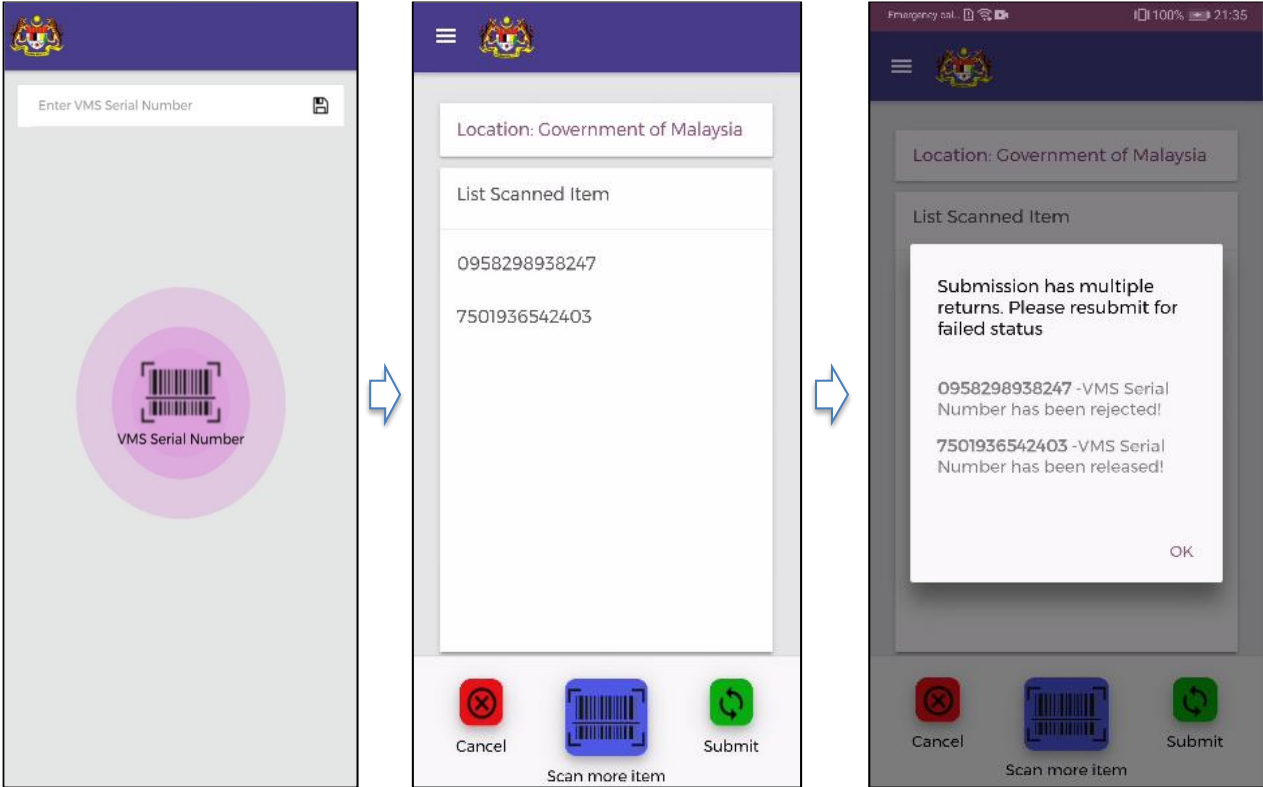 Enter VMS Serial Number
VMS Serial Number
Location: Government of Malaysia
List Scanned Item
0958298938247
7501936542403
Cancel
Submit
Scan more item
Emergency cal.. 100% 21:35
Location: Government of Malaysia
List Scanned Item
Submission has multiple
returns. Please resubmit for
failed status
0958298938247 -VMS Serial
Number has been rejected!
7501936542403 -VMS Serial
Number has been released!
OK
Cancel
Submit
Scan more item